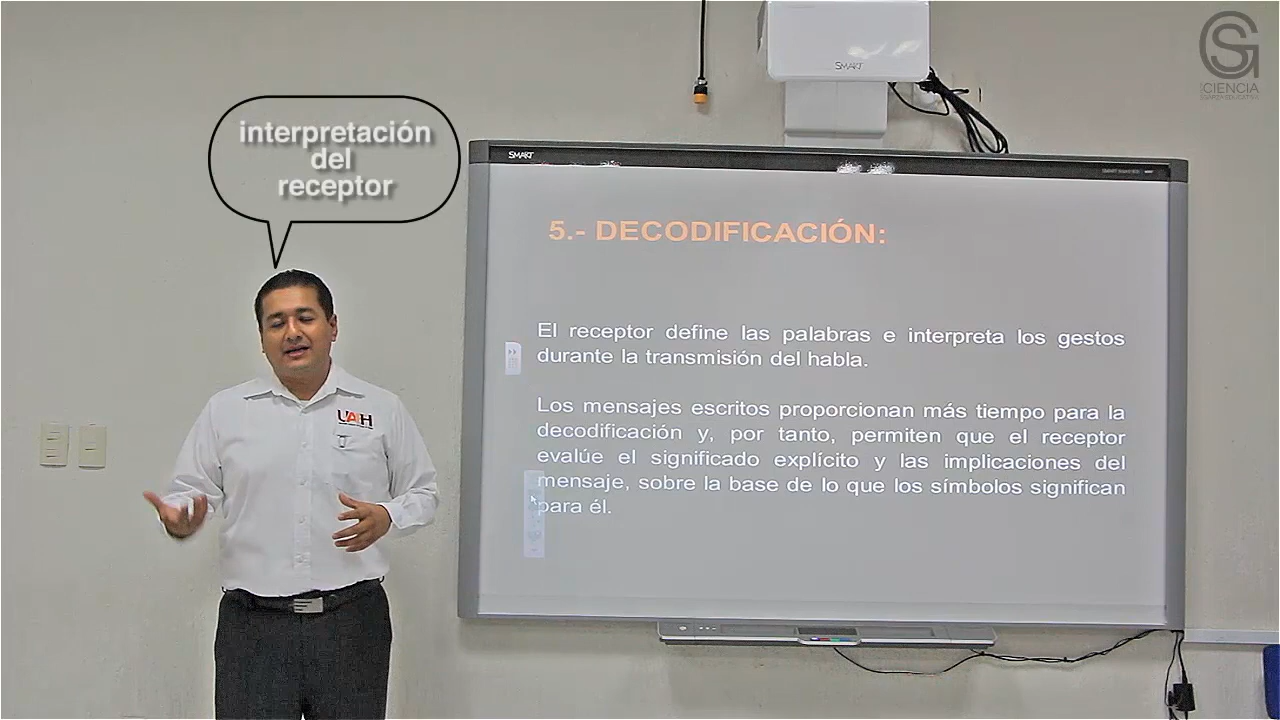 interpretación
del
receptor
SMART
SMART
5.- DECODIFICACIÓN:
El receptor define las palabras e interpreta los gestos
durante la transmisión del habla.
Los mensajes escritos proporcionan más tiempo para la
decodificación y, por tanto, permiten que el receptor
evalúe el significado explícito y las implicaciones del
mensaje, sobre la base de lo que los símbolos significan
para él.
UAH
CIENCIA